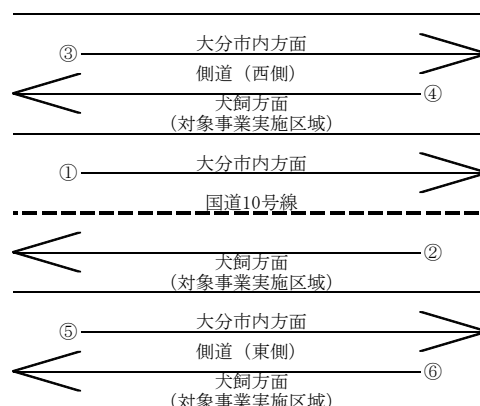 大分市内方面
③
側道（西側）
④
犬飼方面
（対象事業実施区域）
大分市内方面
①
国道10号線
②
犬飼方面
（対象事業実施区域）
大分市内方面
⑤
側道（東側）
⑥
犬飼方面
（対象事業実施区域）